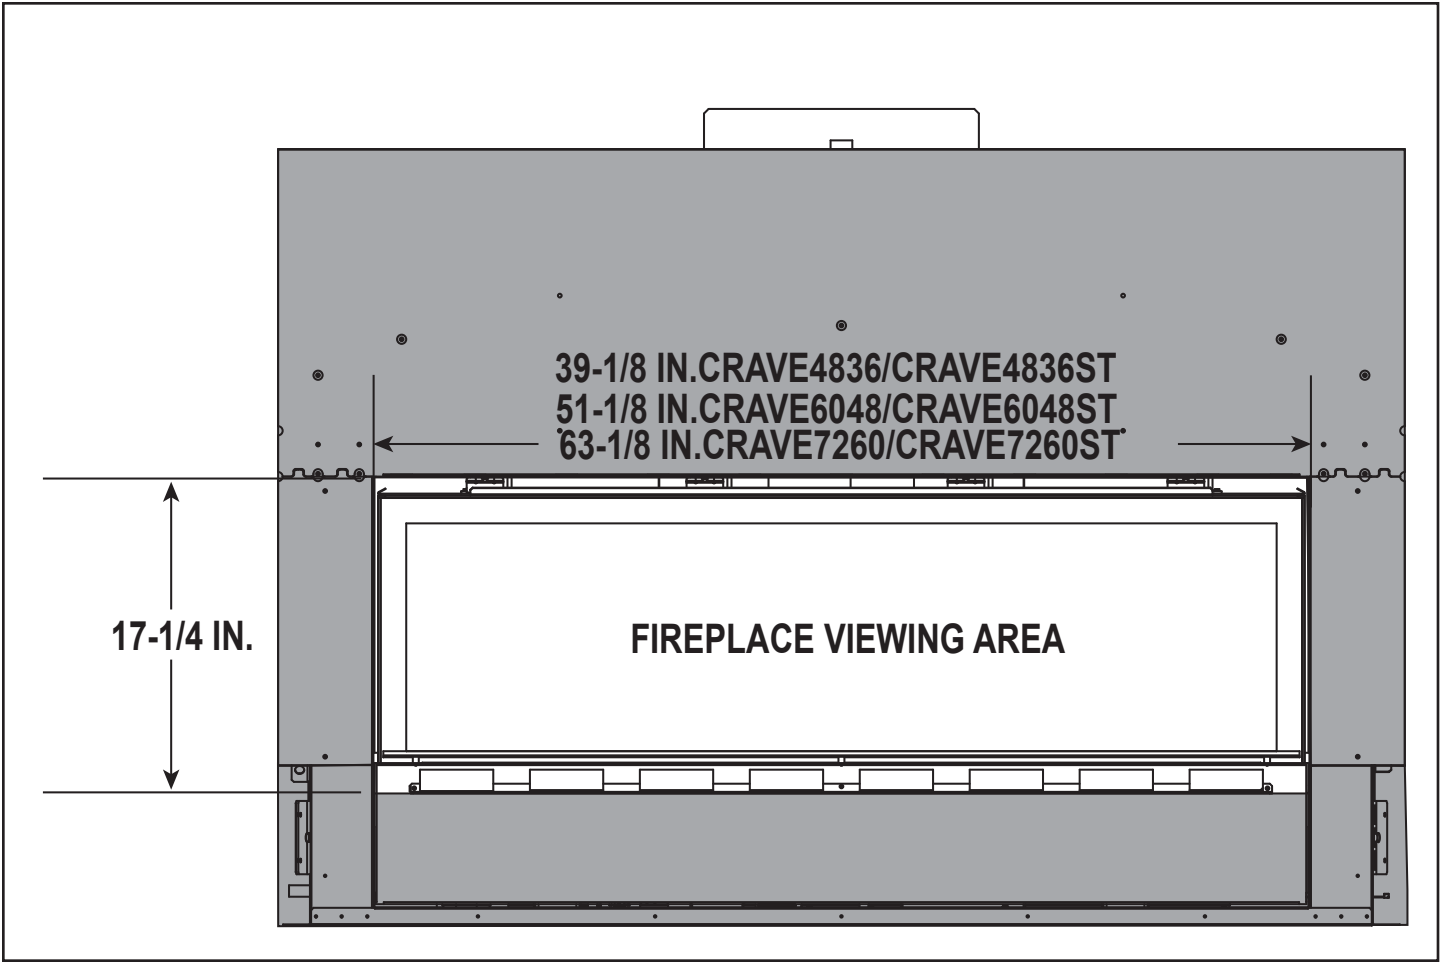 39-1/8 IN.CRAVE4836/CRAVE4836ST
51-1/8 IN.CRAVE6048/CRAVE6048ST
63-1/8 IN.CRAVE7260/CRAVE7260ST
17-1/4 IN.
FIREPLACE VIEWING AREA